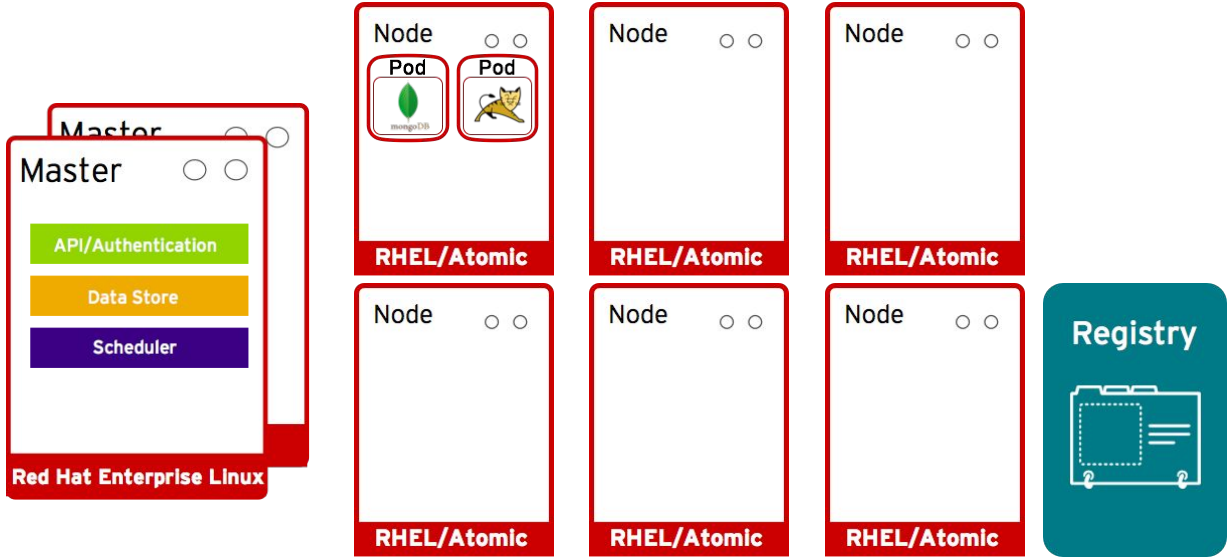 Master
Master
API/Authentication
Data Store
Scheduler
Red Hat Enterprise Linux
Node
Pod
mongoDB
Pod
RHEL/Atomic
Node
RHEL/Atomic
Node
RHEL/Atomic
Node
RHEL/Atomic
Node
RHEL/Atomic
Node
RHEL/Atomic
Registry